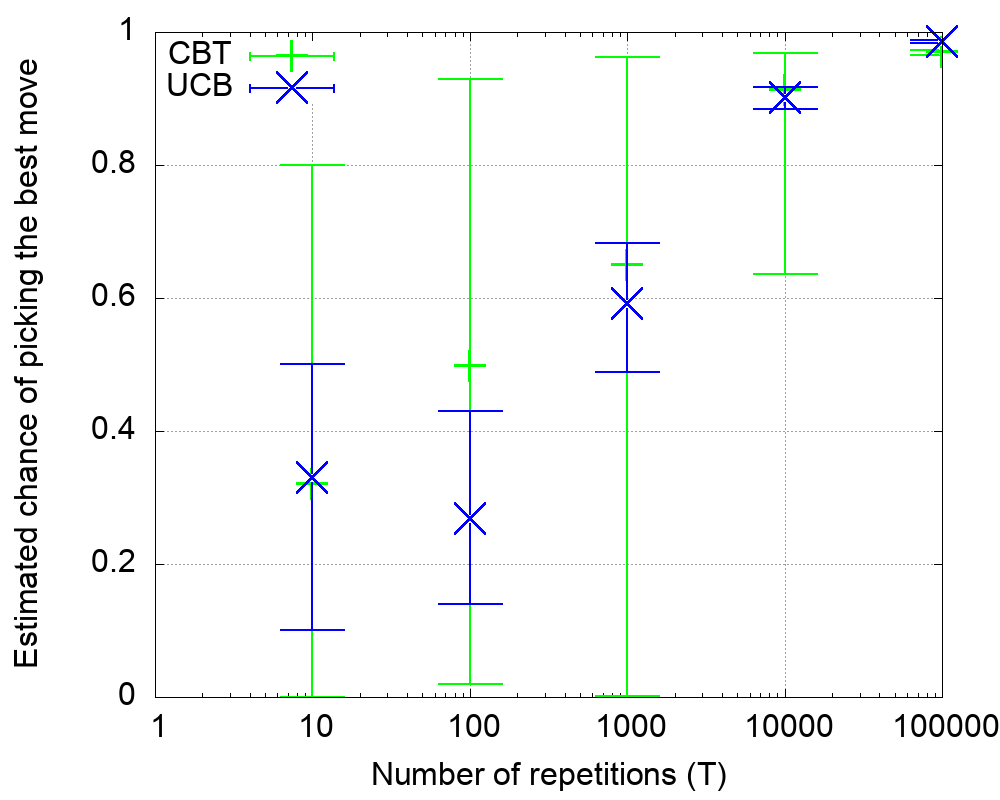 Estimated chance of picking the best move
1
0.8
0.6
0.4
0.2
0
CBT
UCB
1 10 100 1000 10000 100000
Number of repetitions (T)